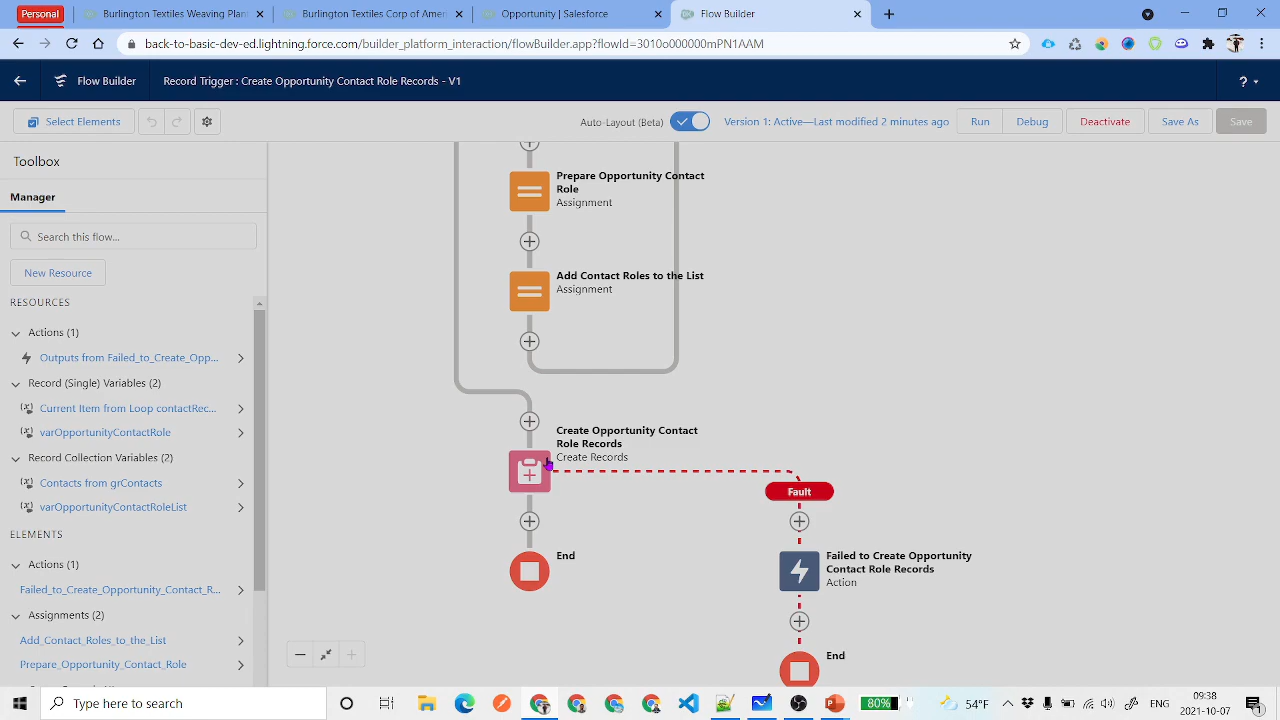 Personal
Burlington Textiles Weaving Plant
Burlington Textiles Corp of Amer
Opportunity | Salesforce
Flow Builder
back-to-basic-dev-ed.lightning.force.com/builder_platform_interaction/flowBuilder.app?flowId=3010o000000mPN1AAM
Flow Builder
Record Trigger : Create Opportunity Contact Role Records - V1
?
Select Elements
Auto-Layout (Beta)
Version 1: Active—Last modified 2 minutes ago
Run
Debug
Deactivate
Save As
Save
Toolbox
Manager
Search this flow...
New Resource
RESOURCES
Actions (1)
Outputs from Failed_to_Create_Opp...
Record (Single) Variables (2)
Current Item from Loop contactRec...
varOpportunityContactRole
Record Collection Variables (2)
varOpportunityContactRoleList
ELEMENTS
Actions (1)
Failed_to_Create_Opportunity_Contact_R...
Assignments
Add_Contact_Roles_to_the_List
Prepare_Opportunity_Contact_Role
Prepare Opportunity Contact
Role
Assignment
Add Contact Roles to the List
Assignment
Create Opportunity Contact
Role Records
Create Records
End
Fault
Failed to Create Opportunity
Contact Role Records
Action
End
Type here to search
80%
54°F
ENG
09:38
2021-10-07